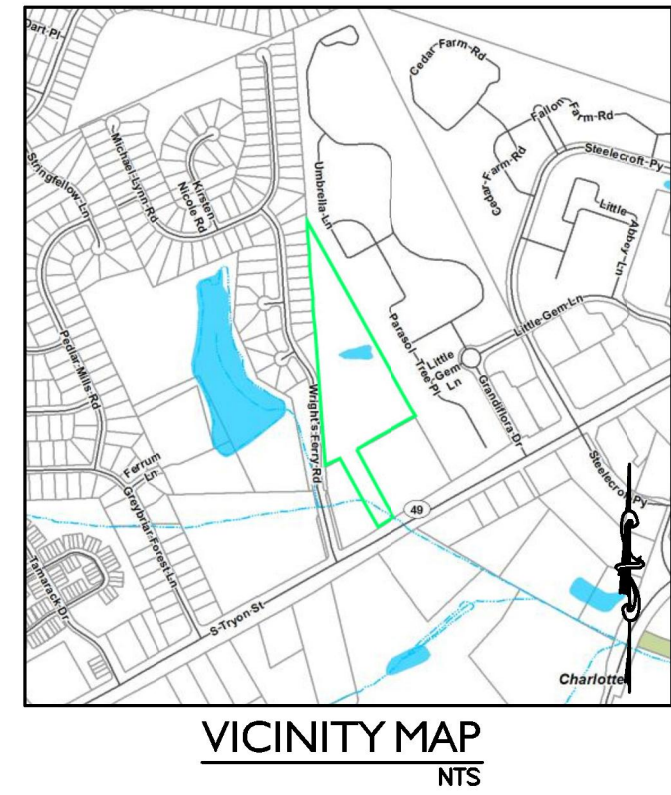 Dart-Pl
Cedar-Farm-Rd
Fallon
Farm-Rd
Steelecroft-Py
Michael-Lynn-Rd
Kirsten
Nicole-Rd
Stringfellow-Ln
Umbrella-Ln
Cedar-Farm-Rd
Little
Abbey-Ln
Little-Gem-Ln
Pedlar-Mills-Rd
Parasol-
Tree-Pl
Little
Gem
Ln
Grandiflora-Dr
Wright's-Ferry-Rd
Ferrum
Ln
Greybriar-Forest-Ln
Steelecroft-Py
49
Tamarack-Dr
S-Tryon-St
Charlotte
VICINITY MAP
NTS